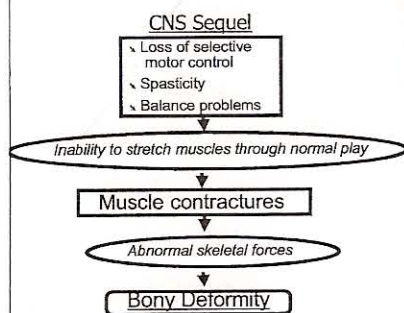 CNS Sequel
Loss of selective
motor control
Spasticity
Balance problems
Inability to stretch muscles through normal play
Muscle contractures
Abnormal skeletal forces
Bony Deformity